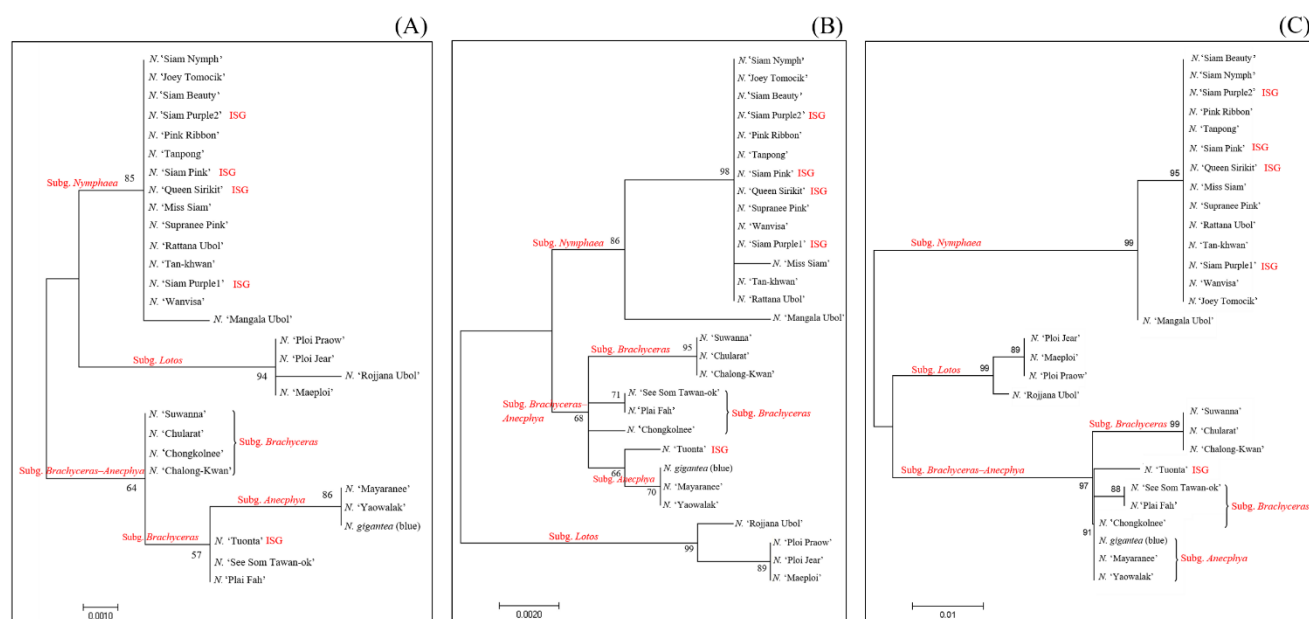 (A)
N. 'Siam Nymph'
N. 'Joey Tomocik'
N. 'Siam Beauty'
N. 'Siam Purple2' ISG
N. 'Pink Ribbon'
N. 'Tanpong'
N. 'Siam Pink' ISG
Subg. Nymphaea 85
N. 'Queen Sirikit' ISG
N. 'Miss Siam'
N. 'Supranee Pink'
N. 'Rattana Ubol'
N. 'Tan-khwan'
N. 'Siam Purple1' ISG
N. 'Wanvisa'
N. 'Mangala Ubol'
N. 'Ploi Praow'
Subg. Lotos
N. 'Ploi Jear'
94
N. 'Rojjana Ubol'
N. 'Maeploi'
N. 'Suwanna'
N. 'Chularat'
Subg. Brachyceras
N. 'Chongkolnee'
N. 'Chalong-Kwan'
Subg. Brachyceras–Anecphya
64
Subg. Anecphya 86
N. 'Mayaranee'
N. 'Yaowalak'
N. gigantea (blue)
Subg. Brachyceras
57
N. 'Tuonta' ISG
N. 'See Som Tawan-ok'
N. 'Plai Fah'
0.0010
(B)
N. 'Siam Nymph'
N. 'Joey Tomocik'
N. 'Siam Beauty'
N. 'Siam Purple2' ISG
N. 'Pink Ribbon'
N. 'Tanpong'
98
N. 'Siam Pink' ISG
N. 'Queen Sirikit' ISG
N. 'Supranee Pink'
N. 'Wanvisa'
Subg. Nymphaea 86
N. 'Siam Purple1' ISG
N. 'Miss Siam'
N. 'Tan-khwan'
N. 'Rattana Ubol'
N. 'Mangala Ubol'
N. 'Suwanna'
Subg. Brachyceras 95
N. 'Chularat'
N. 'Chalong-Kwan'
71
N. 'See Som Tawan-ok'
N. 'Plai Fah'
Subg. Brachyceras
Subg. Brachyceras–
Anecphya
68
N. 'Chongkolnee'
N. 'Tuonta' ISG
66
N. gigantea (blue)
Subg. Anecphya
70
N. 'Mayaranee'
N. 'Yaowalak'
N. 'Rojjana Ubol'
Subg. Lotos
99
N. 'Ploi Praow'
89
N. 'Ploi Jear'
N. 'Maeploi'
0.0020
(C)
N. 'Siam Beauty'
N. 'Siam Nymph'
N. 'Siam Purple2' ISG
N. 'Pink Ribbon'
N. 'Tanpong'
N. 'Siam Pink' ISG
95
N. 'Queen Sirikit' ISG
N. 'Miss Siam'
N. 'Supranee Pink'
N. 'Rattana Ubol'
Subg. Nymphaea
99
N. 'Tan-khwan'
N. 'Siam Purple1' ISG
N. 'Wanvisa'
N. 'Joey Tomocik'
N. 'Mangala Ubol'
N. 'Ploi Jear'
89
N. 'Maeploi'
Subg. Lotos
99
N. 'Ploi Praow'
N. 'Rojjana Ubol'
N. 'Suwanna'
Subg. Brachyceras 99
N. 'Chularat'
N. 'Chalong-Kwan'
Subg. Brachyceras–Anecphya
97
N. 'Tuonta' ISG
88
N. 'See Som Tawan-ok'
N. 'Plai Fah'
Subg. Brachyceras
N. 'Chongkolnee'
91
N. gigantea (blue)
N. 'Mayaranee'
Subg. Anecphya
N. 'Yaowalak'
0.01